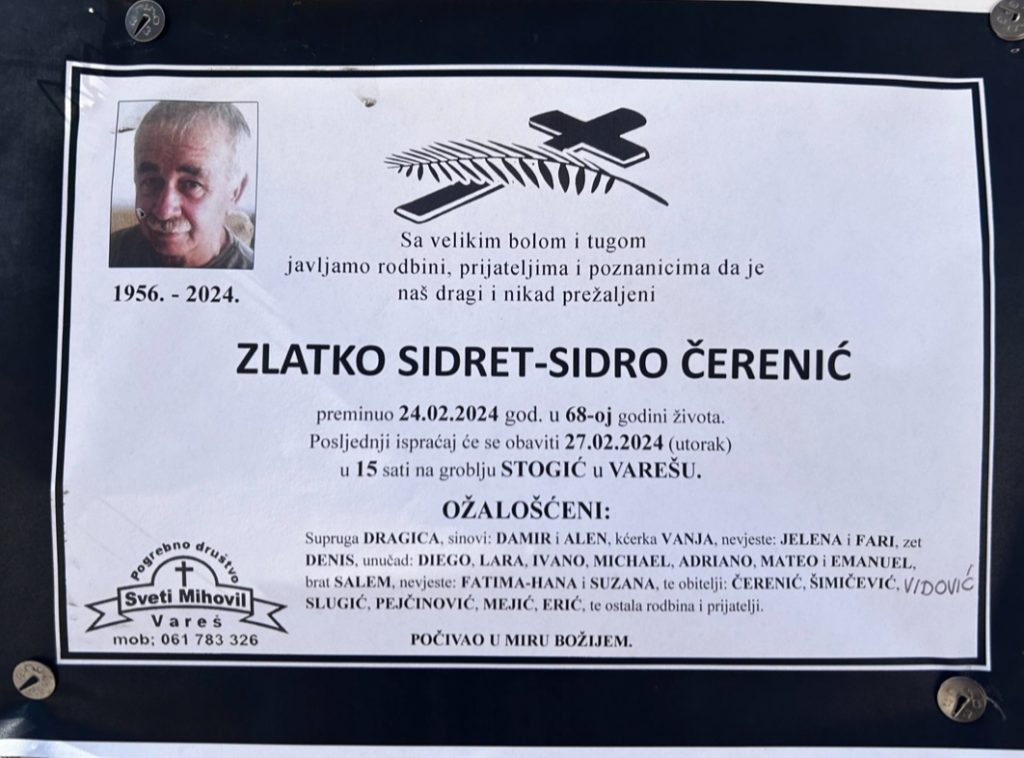 1956. - 2024.
Sa velikim bolom i tugom
javljamo rodbini, prijateljima i poznanicima da je
naš dragi i nikad prežaljeni
ZLATKO SIDRET-SIDRO ČERENIĆ
preminuo 24.02.2024 god. u 68-oj godini života.
Posljednji ispraćaj će se obaviti 27.02.2024 (utorak)
u 15 sati na groblju STOGIĆ u VAREŠU.
OŽALOŠĆENI:
Supruga DRAGICA, sinovi: DAMIR i ALEN, kćerka VANJA, nevjeste: JELENA i FARI, zet
DENIS, unučad: DIEGO, LARA, IVANO, MICHAEL, ADRIANO, MATEO i EMANUEL,
brat SALEM, nevjeste: FATIMA-HANA i SUZANA, te obitelji: ČERENIĆ, ŠIMIČEVIĆ, VIDOVIĆ
SLUGIĆ, PEJČINOVIĆ, MEJIĆ, ERIĆ, te ostala rodbina i prijatelji.
POČIVAO U MIRU BOŽIJEM.
Pogrebno društvo
Sveti Mihovil
Vareš
mob; 061 783 326